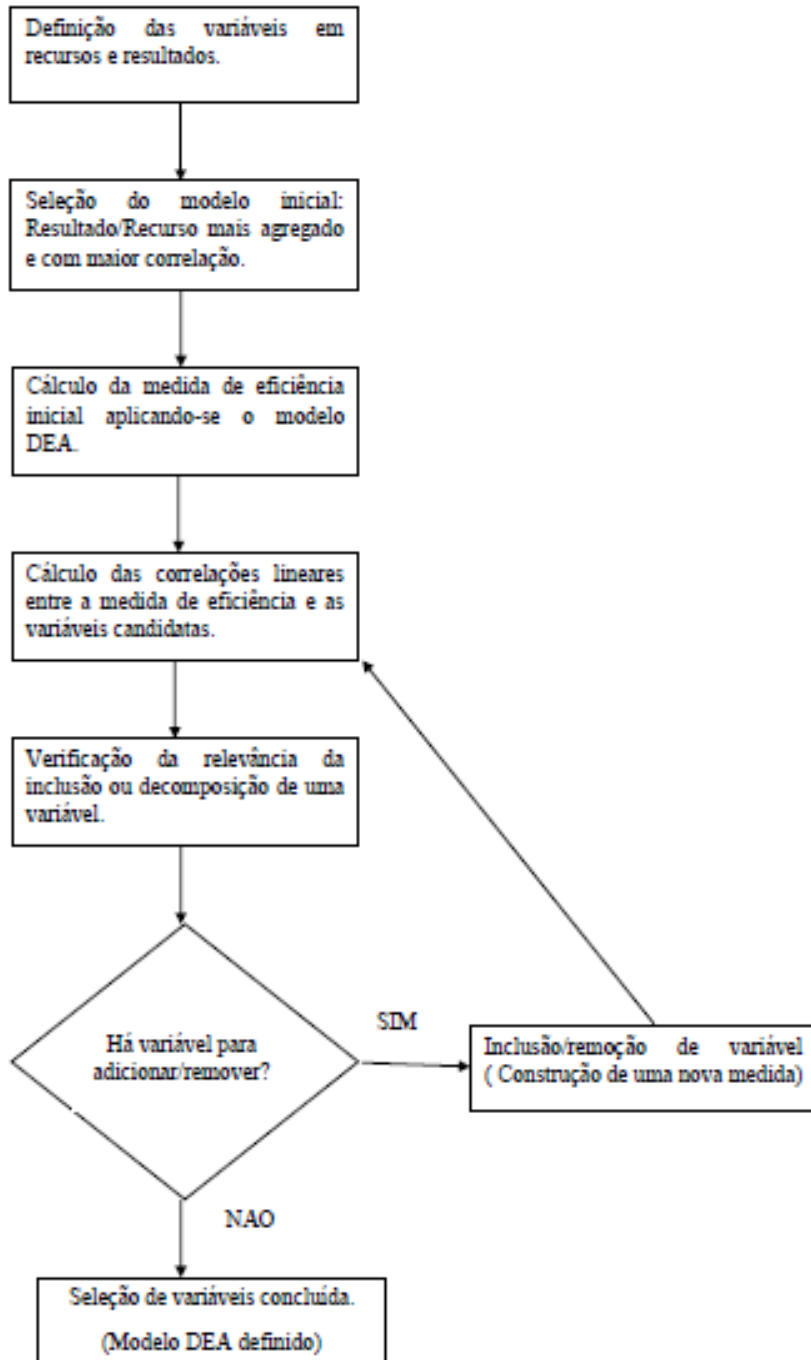 Definição das variáveis em
recursos e resultados.
Seleção do modelo inicial:
Resultado/Recurso mais agregado
e com maior correlação.
Cálculo da medida de eficiência
inicial aplicando-se o modelo
DEA.
Cálculo das correlações lineares
entre a medida de eficiência e as
variáveis candidatas.
Verificação da relevância da
inclusão ou decomposição de uma
variável.
Há variável para
adicionar/remover?
SIM
Inclusão/remoção de variável
( Construção de uma nova medida)
NAO
Seleção de variáveis concluída.
(Modelo DEA definido)